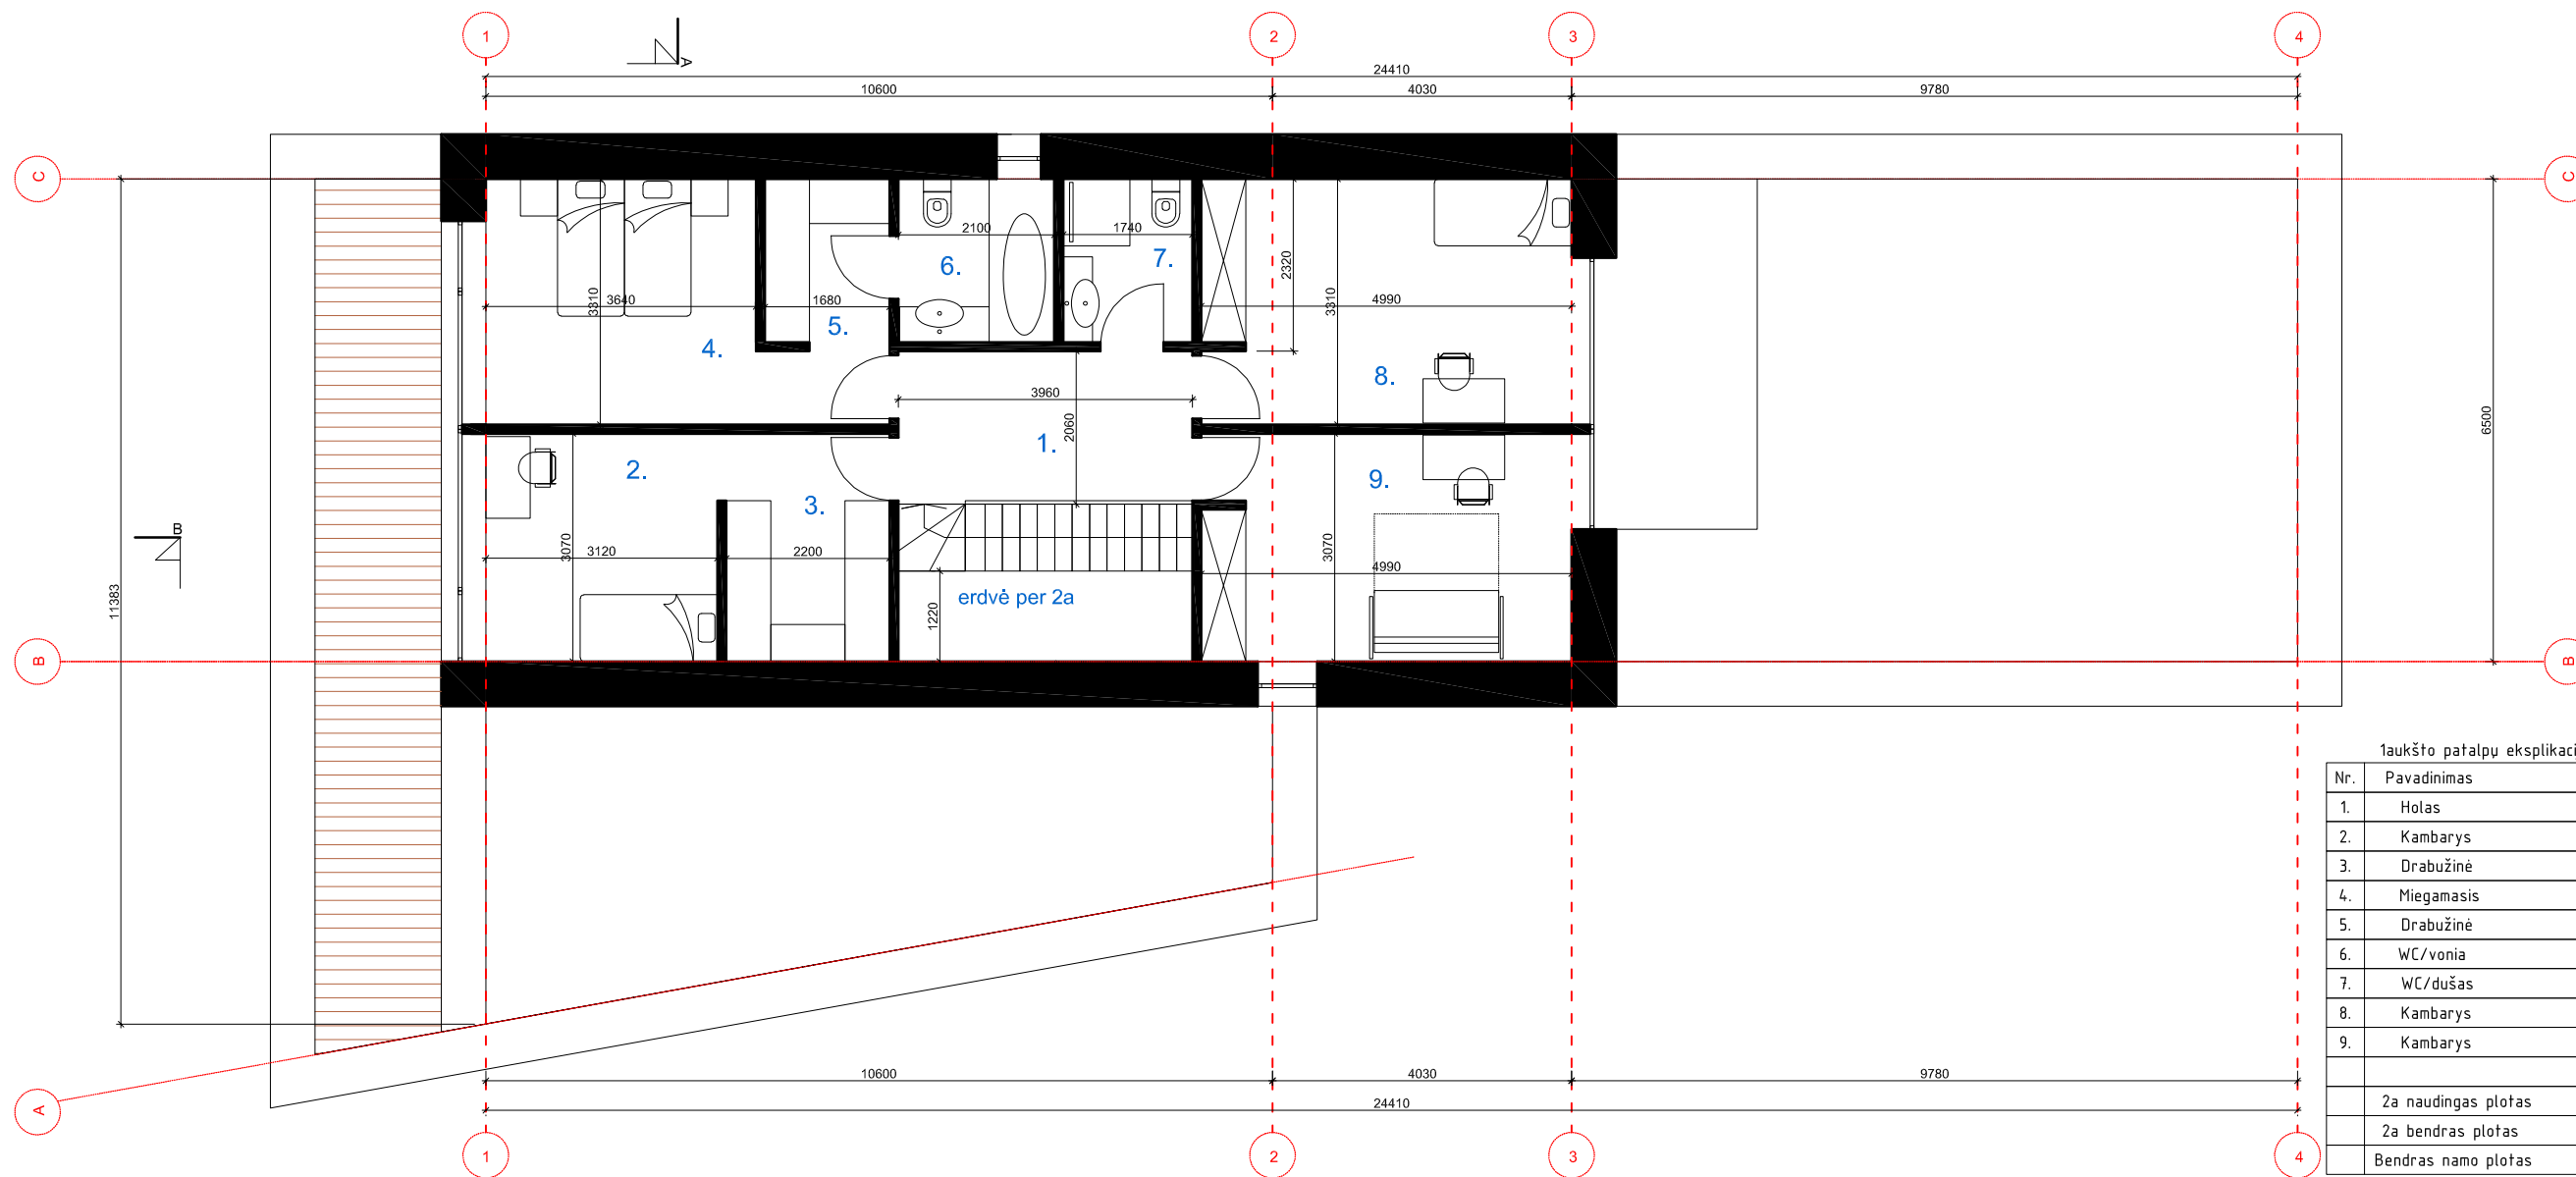 1 2 3 4
A
24410
10600 4030 9780
C C
2100 1740
6. 7.
2320
3310 3640 1680 3310 4990
5.
4. 8.
3960
2060
1.
6500
2. 9.
3.
B
3070 3120 2200 3070 4990
11383
erdvė per 2a
1220
B B
1aukšto patalpų eksplikaci
Nr. Pavadinimas
1. Holas
2. Kambarys
3. Drabužinė
4. Miegamasis
5. Drabužinė
6. WC/vonia
7. WC/dušas
8. Kambarys
9. Kambarys
2a naudingas plotas
2a bendras plotas
Bendras namo plotas
10600 4030 9780
A
24410
1 2 3 4